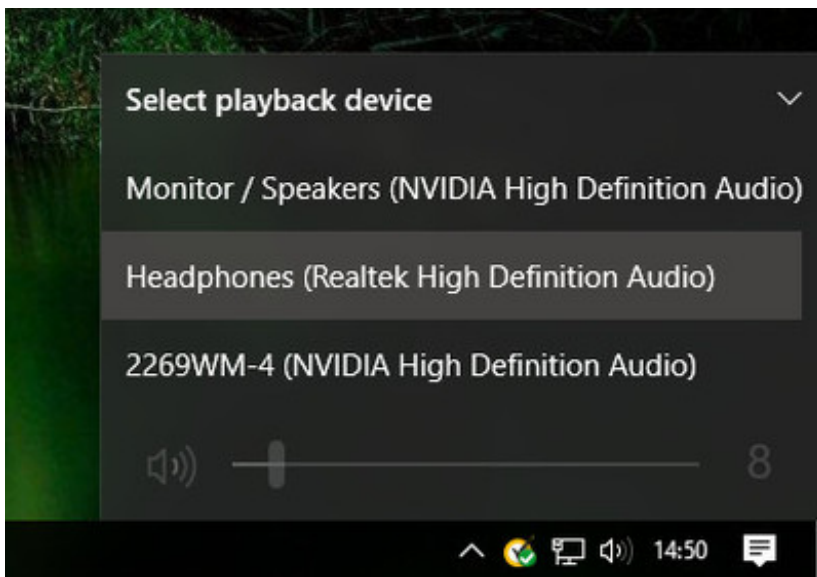 Select playback device
Monitor / Speakers (NVIDIA High Definition Audio)
Headphones (Realtek High Definition Audio)
2269WM-4 (NVIDIA High Definition Audio)
8
14:50